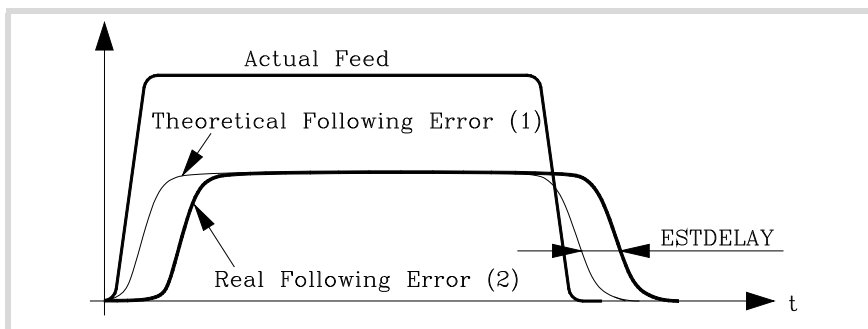 Actual Feed
Theoretical Following Error (1)
ESTDELAY
Real Following Error (2)
t